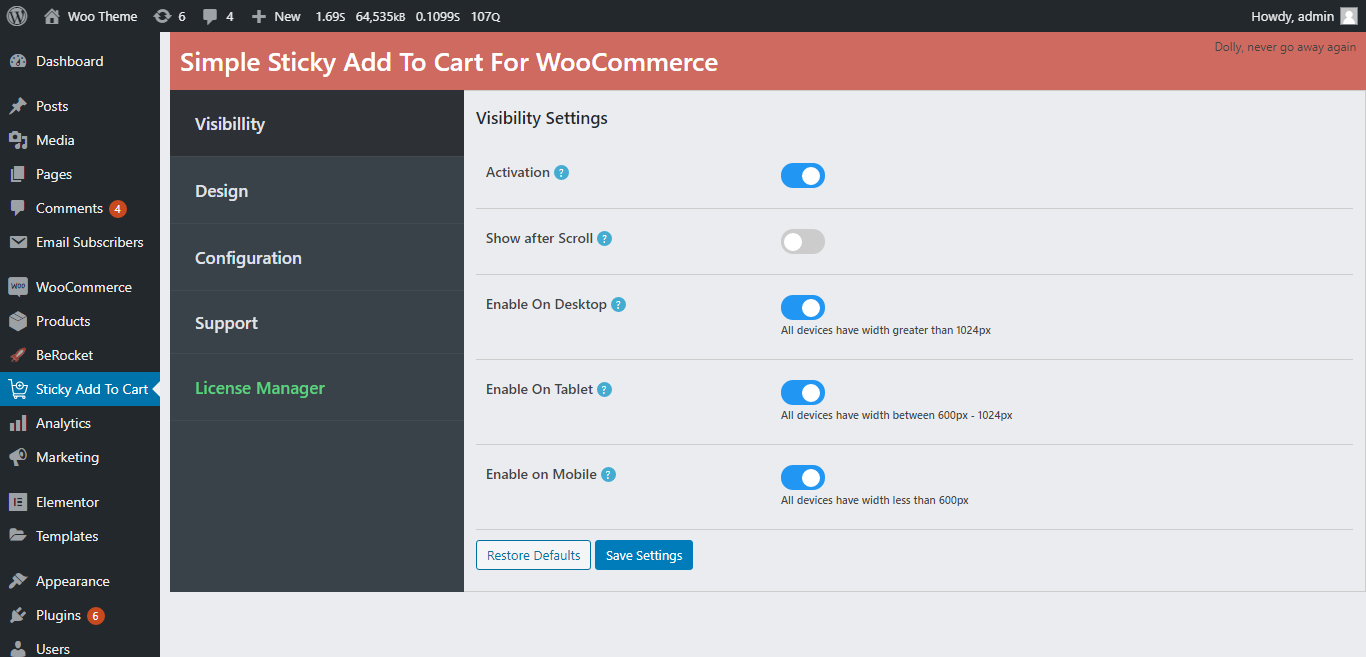 Woo Theme 6 4 New 1.69S 64,535KB 0.1099S 107Q Howdy, admin
Dolly, never go away again
Simple Sticky Add To Cart For WooCommerce
Dashboard
Posts
Media
Pages
Comments 4
Email Subscribers
WooCommerce
Products
BeRocket
Sticky Add To Cart
Analytics
Marketing
Elementor
Templates
Appearance
Plugins 6
Users
Visibillity
Design
Configuration
Support
License Manager
Visibility Settings
Activation ?
Show after Scroll ?
Enable On Desktop ?
All devices have width greater than 1024px
Enable On Tablet ?
All devices have width between 600px - 1024px
Enable on Mobile ?
All devices have width less than 600px
Restore Defaults Save Settings